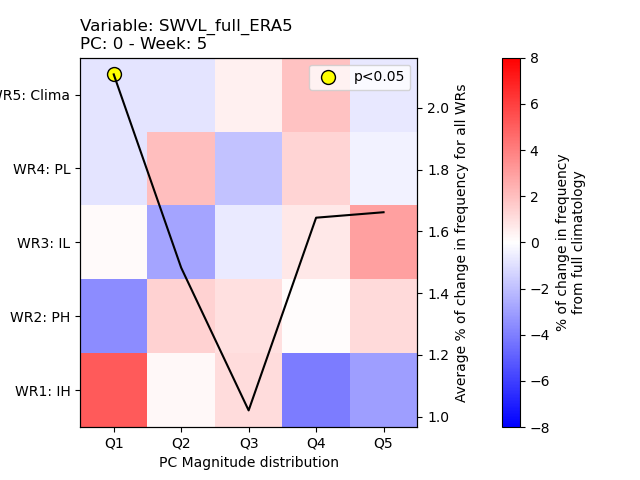 Variable: SWVL_full_ERA5
PC: 0 - Week: 5
p<0.05
WR5: Clima
WR4: PL
WR3: IL
WR2: PH
WR1: IH
Q1 Q2 Q3 Q4 Q5
PC Magnitude distribution
2.0
1.8
1.6
1.4
1.2
1.0
Average % of change in frequency for all WRs
8
6
4
2
0
−2
−4
−6
−8
% of change in frequency
from full climatology